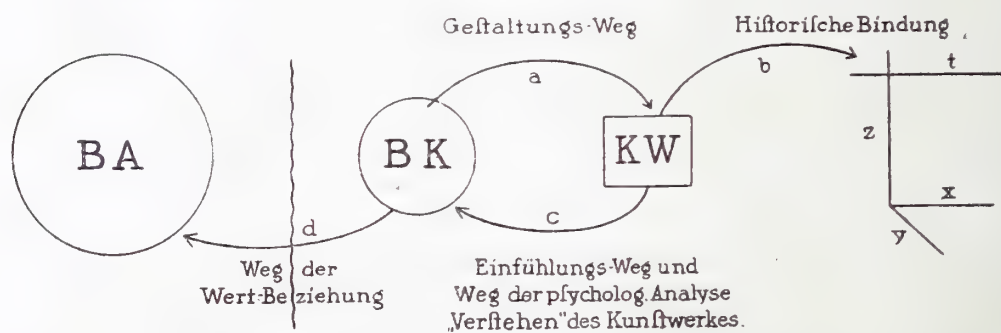 Geſtaltungs-Weg
Hiſtoriſche Bindung
a
b
t
BA
BK
KW
z
x
y
c
d
Weg der
Wert-Beziehung
Einfühlungs-Weg und
Weg der pſycholog. Analyse
„Verſtehen" des Kunſtwerkes.